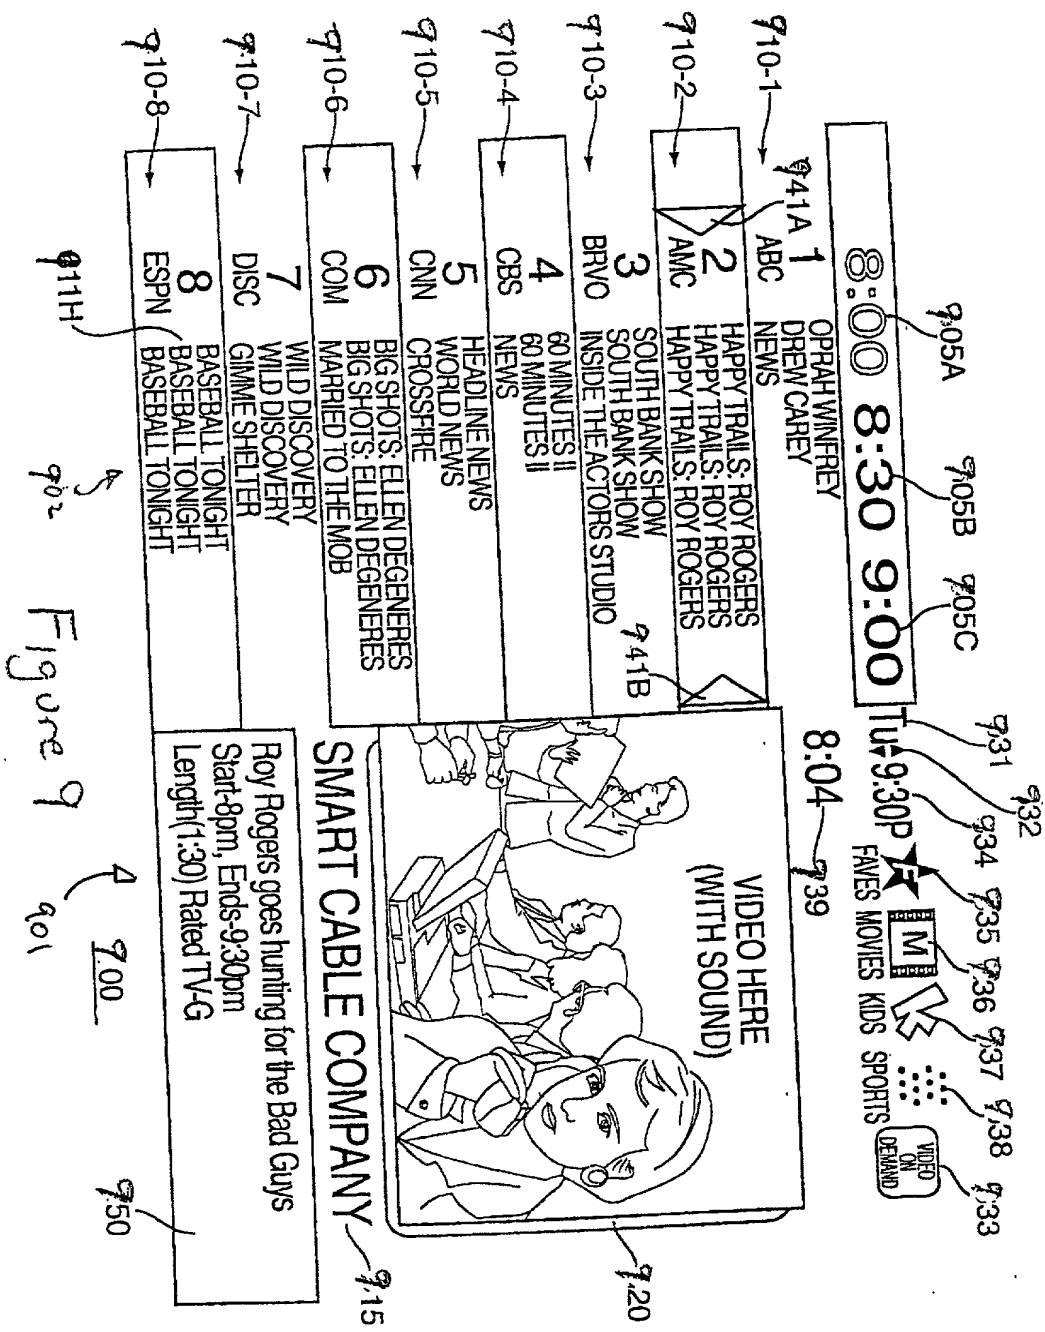 905A
905B
905C
931
932
934
935
936
937
938
933
8:00 8:30 9:00
Tu 9:30P
F
FAVES
M
MOVIES
KIDS
SPORTS
VIDEO
ON
DEMAND
8:04
939
910-1
1
ABC
OPRAH WINFREY
DREW CAREY
NEWS
941A
910-2
2
AMC
HAPPY TRAILS: ROY ROGERS
HAPPY TRAILS: ROY ROGERS
HAPPY TRAILS: ROY ROGERS
941B
910-3
3
BRVO
SOUTH BANK SHOW
SOUTH BANK SHOW
INSIDE THE ACTORS STUDIO
910-4
4
CBS
60 MINUTES II
60 MINUTES II
NEWS
910-5
5
CNN
HEADLINE NEWS
WORLD NEWS
CROSSFIRE
910-6
6
COM
BIG SHOTS: ELLEN DEGENERES
BIG SHOTS: ELLEN DEGENERES
MARRIED TO THE MOB
910-7
7
DISC
WILD DISCOVERY
WILD DISCOVERY
GIMME SHELTER
910-8
8
ESPN
BASEBALL TONIGHT
BASEBALL TONIGHT
BASEBALL TONIGHT
911H
VIDEO HERE
(WITH SOUND)
920
SMART CABLE COMPANY
915
Roy Rogers goes hunting for the Bad Guys
Start-8pm, Ends-9:30pm
Length(1:30) Rated TV-G
950
902
901
900
Figure 9